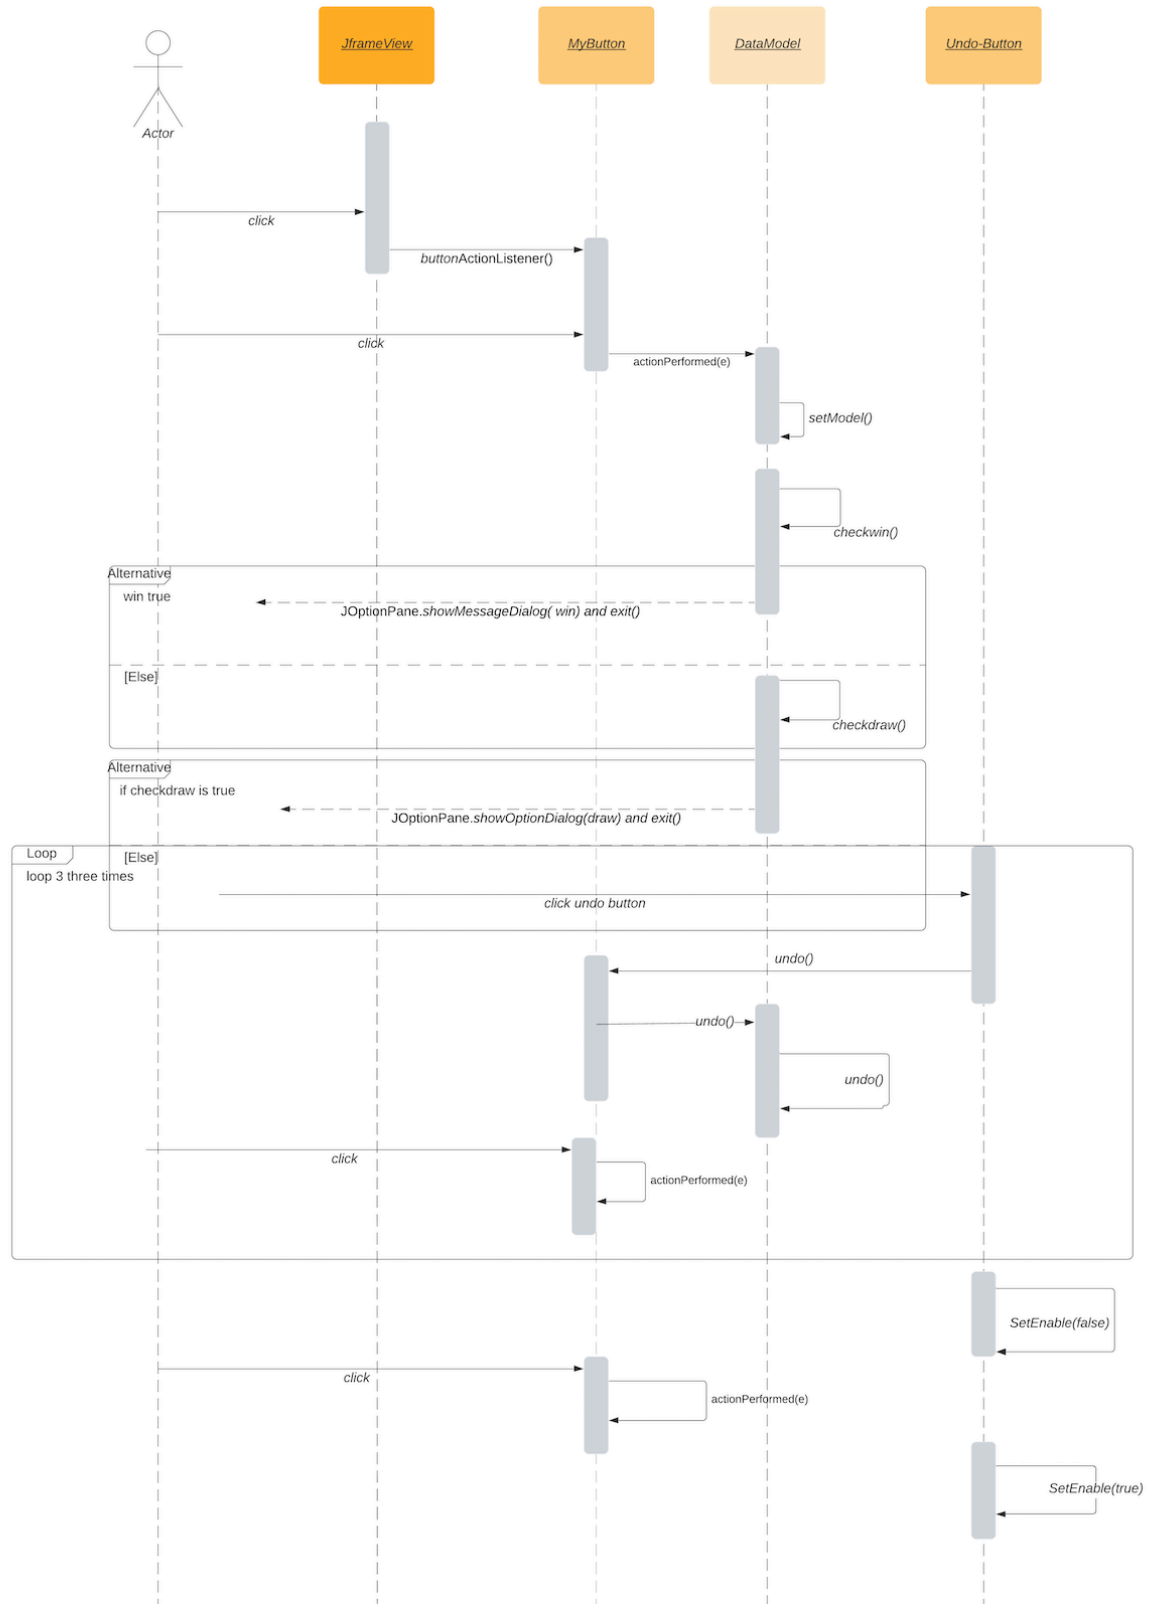 JframeView
MyButton
DataModel
Undo-Button
Actor
click
buttonActionListener()
click
actionPerformed(e)
setModel()
checkwin()
Alternative
win true
JOptionPane.showMessageDialog( win) and exit()
[Else]
checkdraw()
Alternative
if checkdraw is true
JOptionPane.showOptionDialog(draw) and exit()
Loop
[Else]
loop 3 three times
click undo button
undo()
undo()
undo()
click
actionPerformed(e)
SetEnable(false)
click
actionPerformed(e)
SetEnable(true)